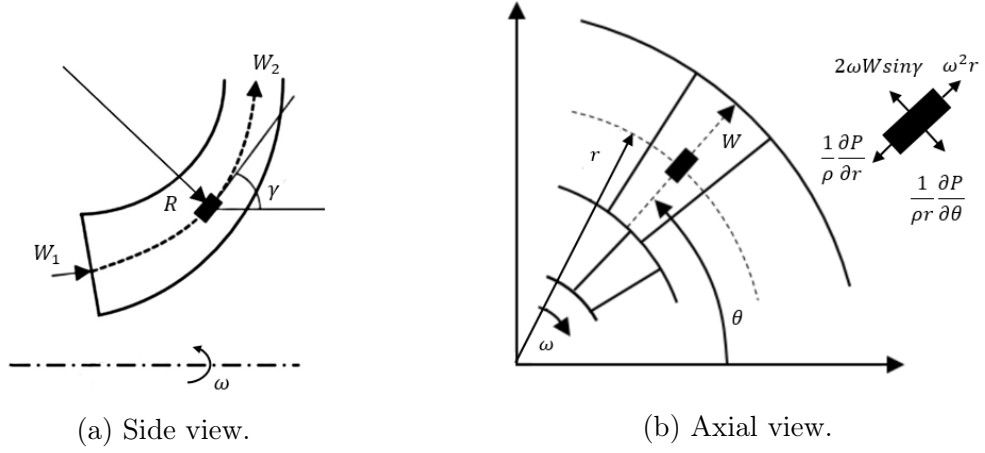 W₂
R
γ
W₁
ω
(a) Side view.
2ωWsinγ
ω²r
W
r
1/ρ ∂P/∂r
1/ρr ∂P/∂θ
θ
ω
(b) Axial view.